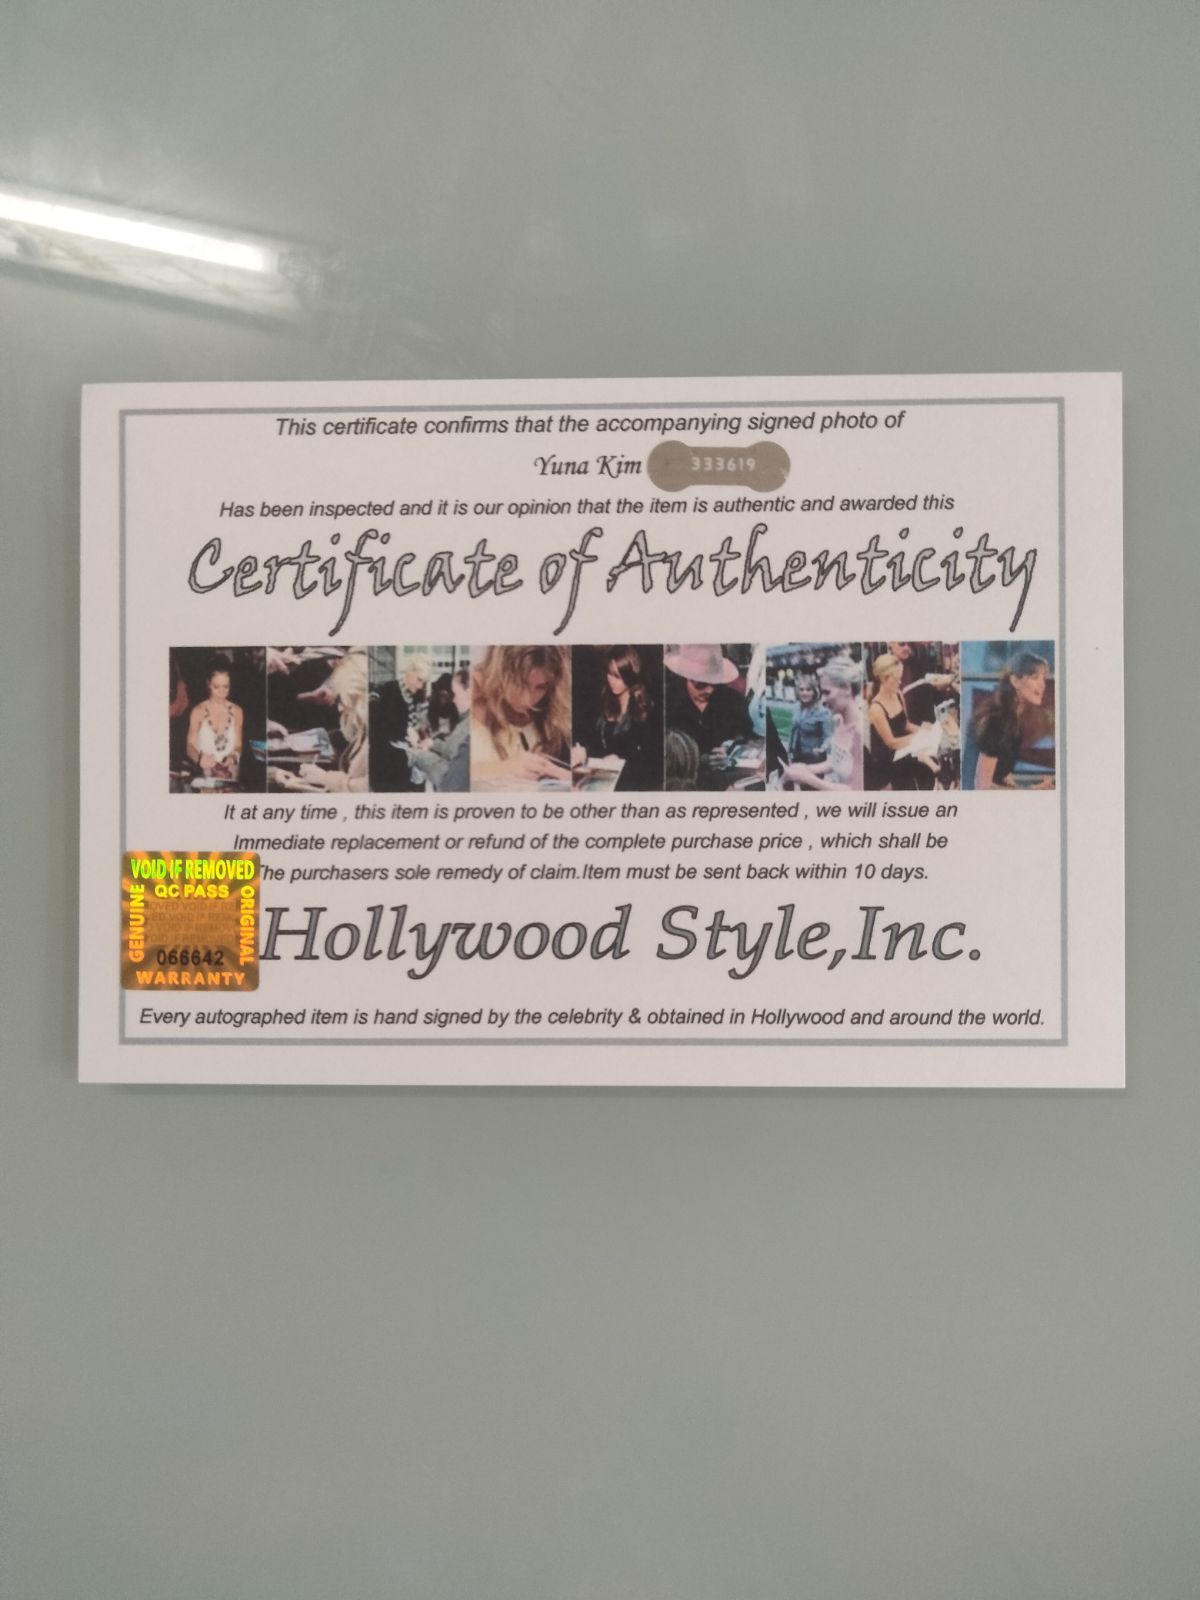 This certificate confirms that the accompanying signed photo of
Yuna Kim 333619
Has been inspected and it is our opinion that the item is authentic and awarded this
Certificate of Authenticity
It at any time , this item is proven to be other than as represented , we will issue an
Immediate replacement or refund of the complete purchase price , which shall be
The purchasers sole remedy of claim.Item must be sent back within 10 days.
VOID IF REMOVED
QC PASS
GENUINE
ORIGINAL
066642
WARRANTY
Hollywood Style,Inc.
Every autographed item is hand signed by the celebrity & obtained in Hollywood and around the world.